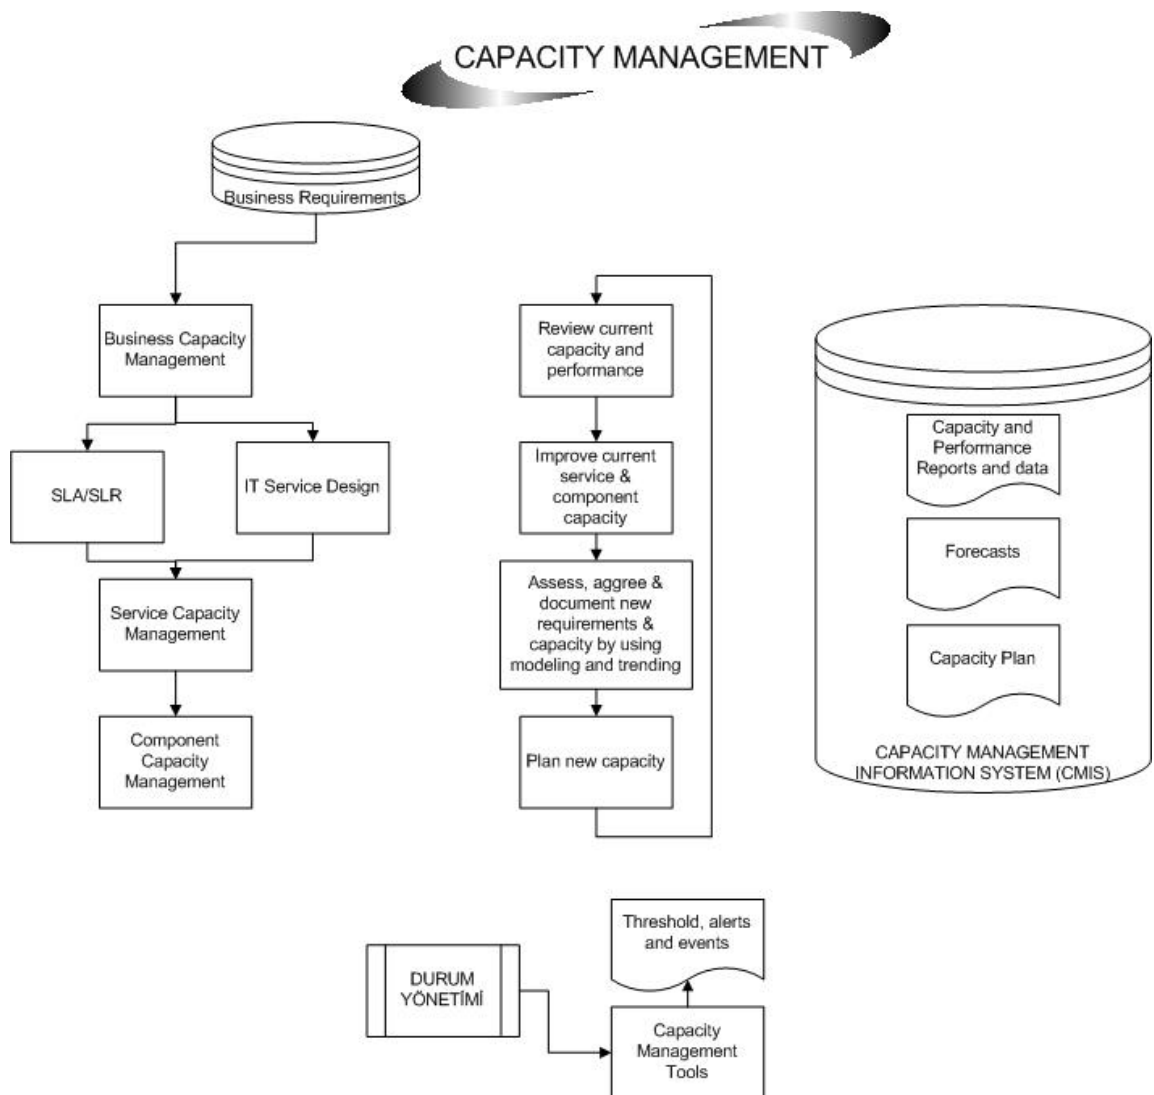 CAPACITY MANAGEMENT
Business Requirements
Business Capacity
Management
SLA/SLR
IT Service Design
Service Capacity
Management
Component
Capacity
Management
Review current
capacity and
performance
Improve current
service &
component
capacity
Assess, aggree &
document new
requirements &
capacity by using
modeling and trending
Plan new capacity
Capacity and
Performance
Reports and data
Forecasts
Capacity Plan
CAPACITY MANAGEMENT
INFORMATION SYSTEM (CMIS)
Threshold, alerts
and events
DURUM
YÖNETİMİ
Capacity
Management
Tools